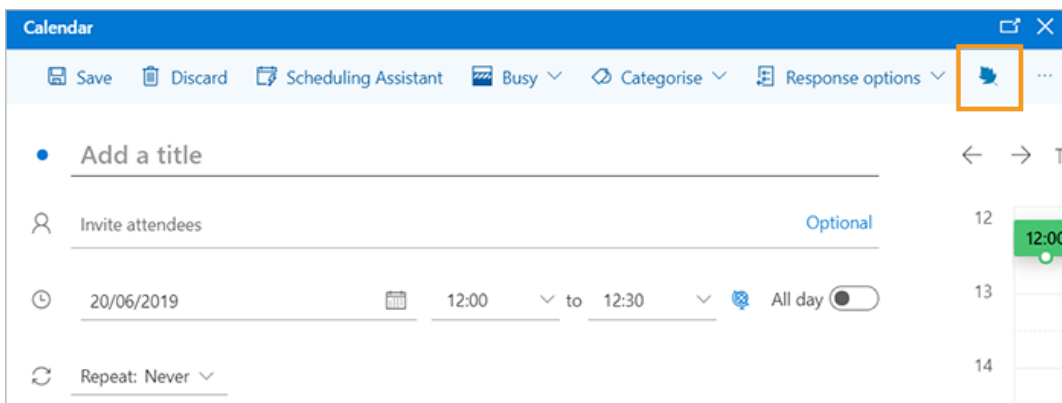 Calendar
Save Discard Scheduling Assistant Busy Categorise Response options ...
Add a title
Invite attendees Optional
20/06/2019 12:00 to 12:30 All day
Repeat: Never
T
12
12:00
13
14